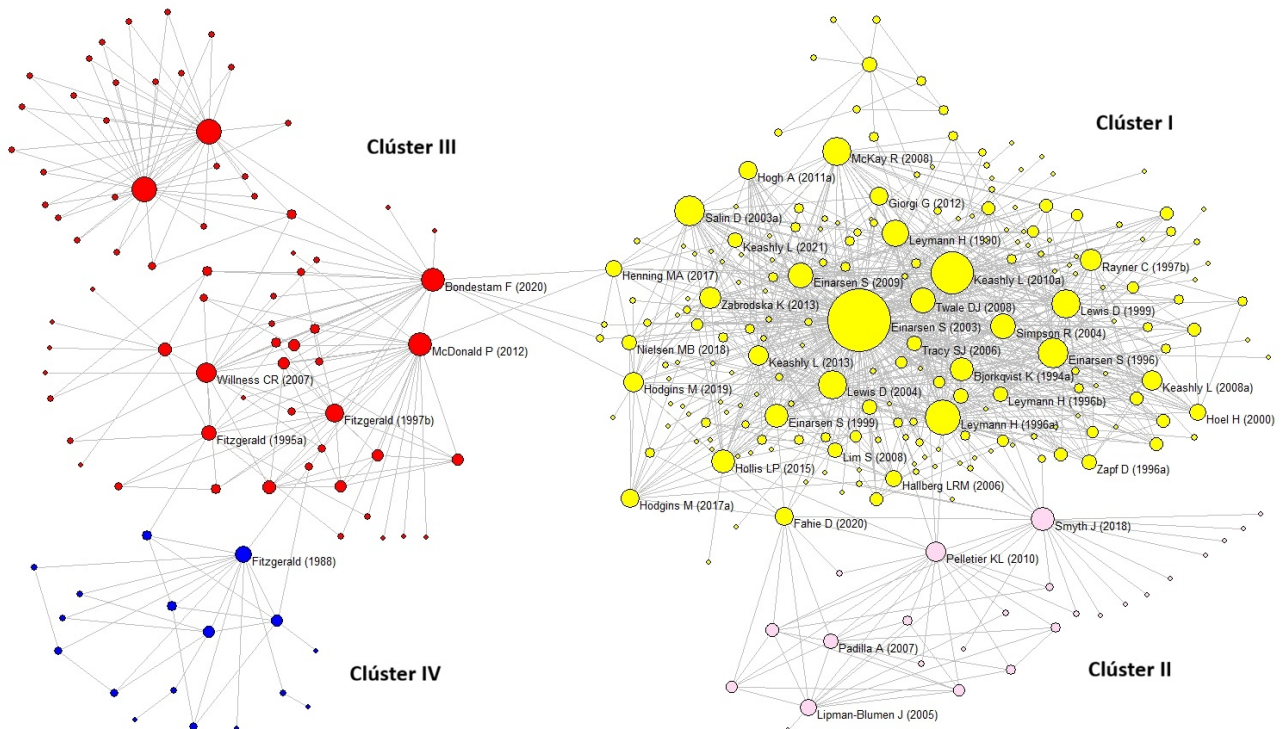 Clúster I
Clúster III
McKay R (2008)
Hogh A (2011a)
Giorgi G (2012)
Salin D (2003a)
Keashly L (2021)
Leymann H (1990)
Rayner C (1997b)
Henning MA (2017)
Einarsen S (2009)
Keashly L (2010a)
Bondestam F (2020)
Zabrodska K (2013)
Twale DJ (2008)
Lewis D (1999)
Einarsen S (2003)
Simpson R (2004)
McDonald P (2012)
Nielsen MB (2018)
Keashly L (2013)
Tracy SJ (2006)
Einarsen S (1996)
Willness CR (2007)
Bjorkqvist K (1994a)
Hodgins M (2019)
Lewis D (2004)
Leymann H (1996b)
Keashly L (2008a)
Fitzgerald (1997b)
Einarsen S (1999)
Leymann H (1996a)
Hoel H (2000)
Fitzgerald (1995a)
Lim S (2008)
Hollis LP (2015)
Zapf D (1996a)
Hallberg LRM (2006)
Hodgins M (2017a)
Fahie D (2020)
Smyth J (2018)
Fitzgerald (1988)
Pelletier KL (2010)
Padilla A (2007)
Clúster IV
Clúster II
Lipman-Blumen J (2005)